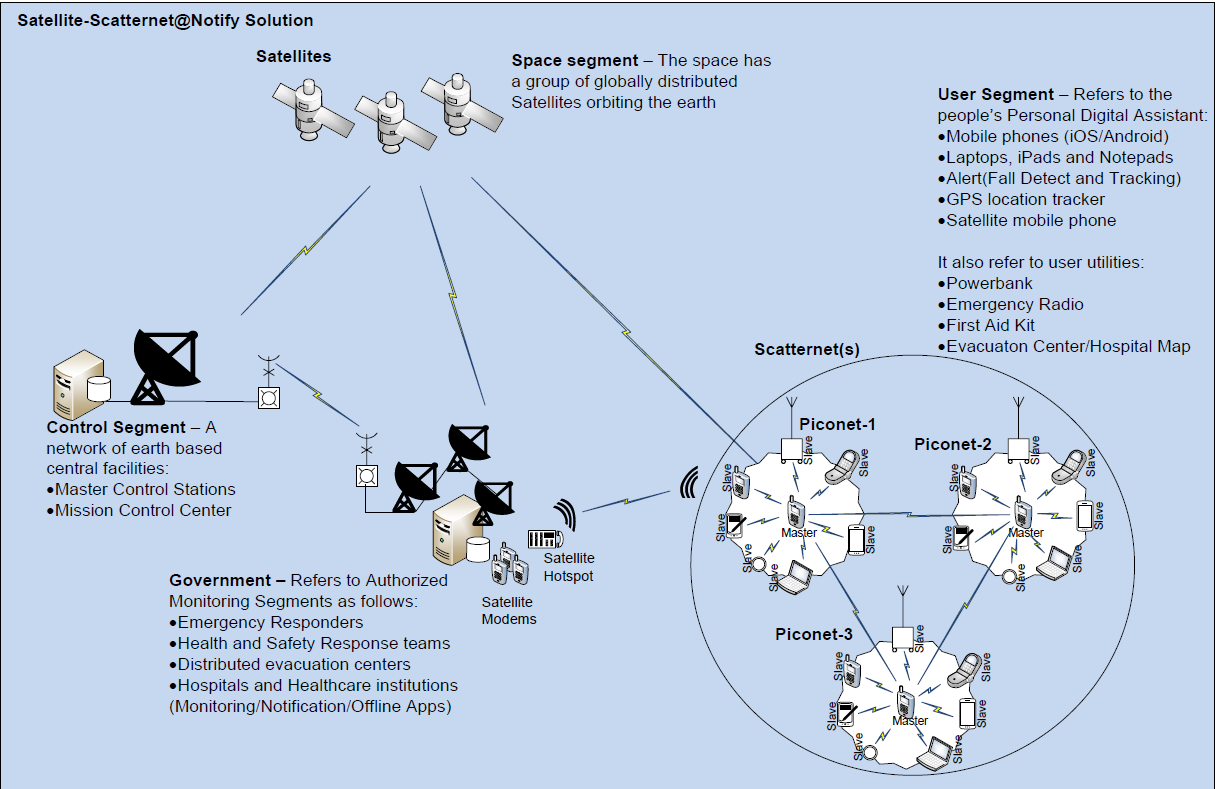 Satellite-Scatternet@Notify Solution
Satellites
Space segment – The space has
a group of globally distributed
Satellites orbiting the earth
User Segment – Refers to the
people's Personal Digital Assistant:
•Mobile phones (iOS/Android)
•Laptops, iPads and Notepads
•Alert(Fall Detect and Tracking)
•GPS location tracker
•Satellite mobile phone
It also refer to user utilities:
•Powerbank
•Emergency Radio
•First Aid Kit
•Evacuaton Center/Hospital Map
Control Segment – A
network of earth based
central facilities:
•Master Control Stations
•Mission Control Center
Government – Refers to Authorized
Monitoring Segments as follows:
•Emergency Responders
•Health and Safety Response teams
•Distributed evacuation centers
•Hospitals and Healthcare institutions
(Monitoring/Notification/Offline Apps)
Satellite
Hotspot
Satellite
Modems
Scatternet(s)
Piconet-1
Slave
Slave
Slave
Slave
Slave
Slave
Slave
Master
Piconet-2
Slave
Slave
Slave
Slave
Slave
Slave
Slave
Master
Piconet-3
Slave
Slave
Slave
Slave
Slave
Slave
Slave
Master